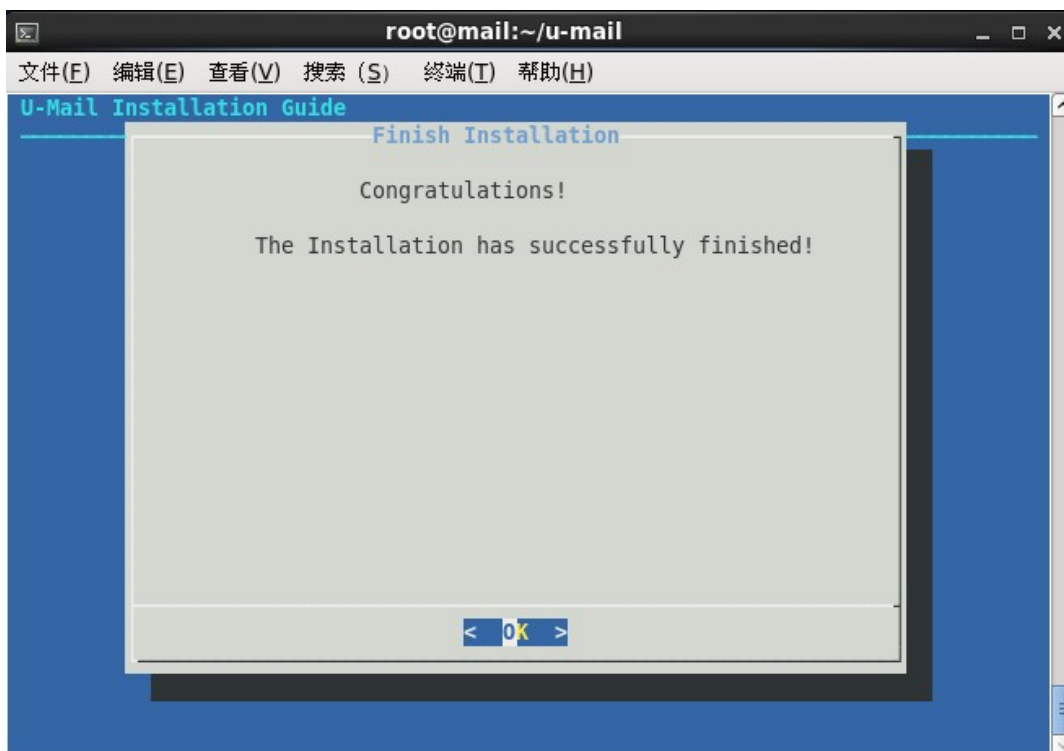 root@mail:~/u-mail
文件(F) 编辑(E) 查看(V) 搜索 (S) 终端(T) 帮助(H)
U-Mail Installation Guide
Finish Installation
Congratulations!
The Installation has successfully finished!
< OK >